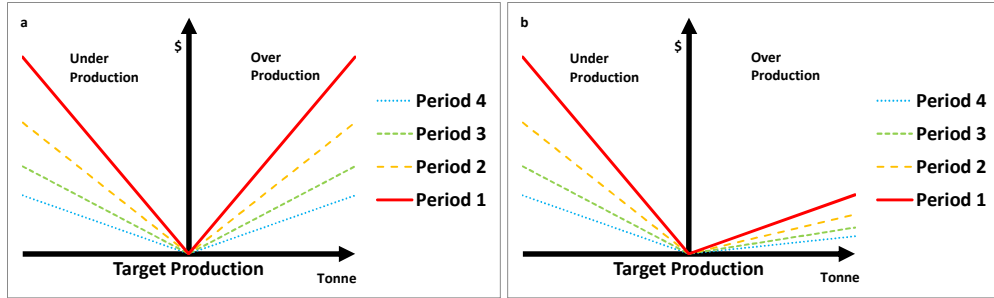 a
$
Under
Production
Over
Production
Period 4
Period 3
Period 2
Period 1
Target Production
Tonne
b
$
Under
Production
Over
Production
Period 4
Period 3
Period 2
Period 1
Target Production
Tonne